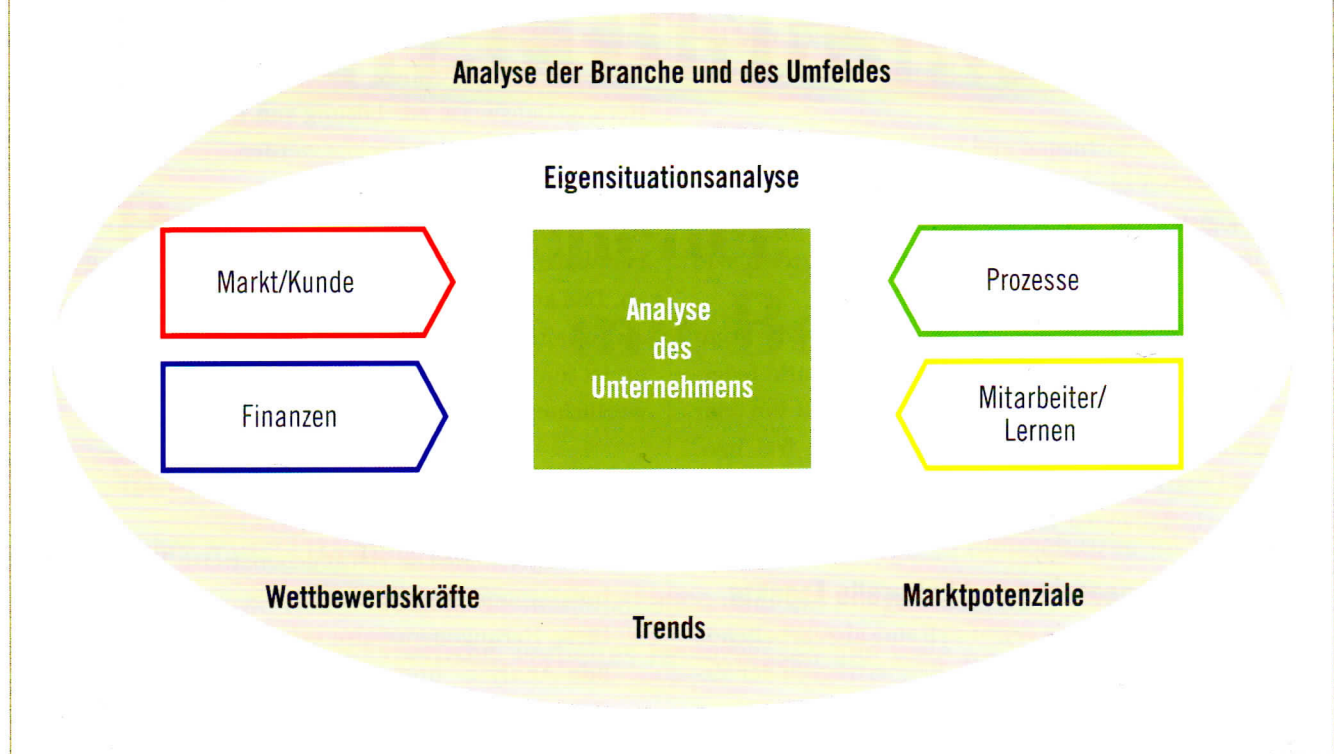 Analyse der Branche und des Umfeldes
Eigensituationsanalyse
Markt/Kunde
Finanzen
Analyse
des
Unternehmens
Prozesse
Mitarbeiter/
Lernen
Wettbewerbskräfte
Trends
Marktpotenziale